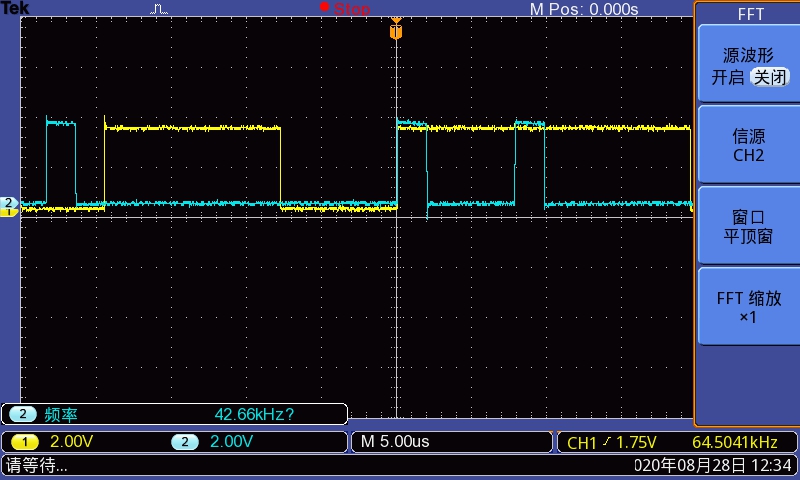 Tek
Stop
M Pos: 0.000s
T
FFT
源波形
开启 关闭
信源
CH2
窗口
平顶窗
FFT 缩放
×1
2
1
2 频率 42.66kHz?
1 2.00V 2 2.00V M 5.00us CH1 1.75V 64.5041kHz
请等待... 020年08月28日 12:34